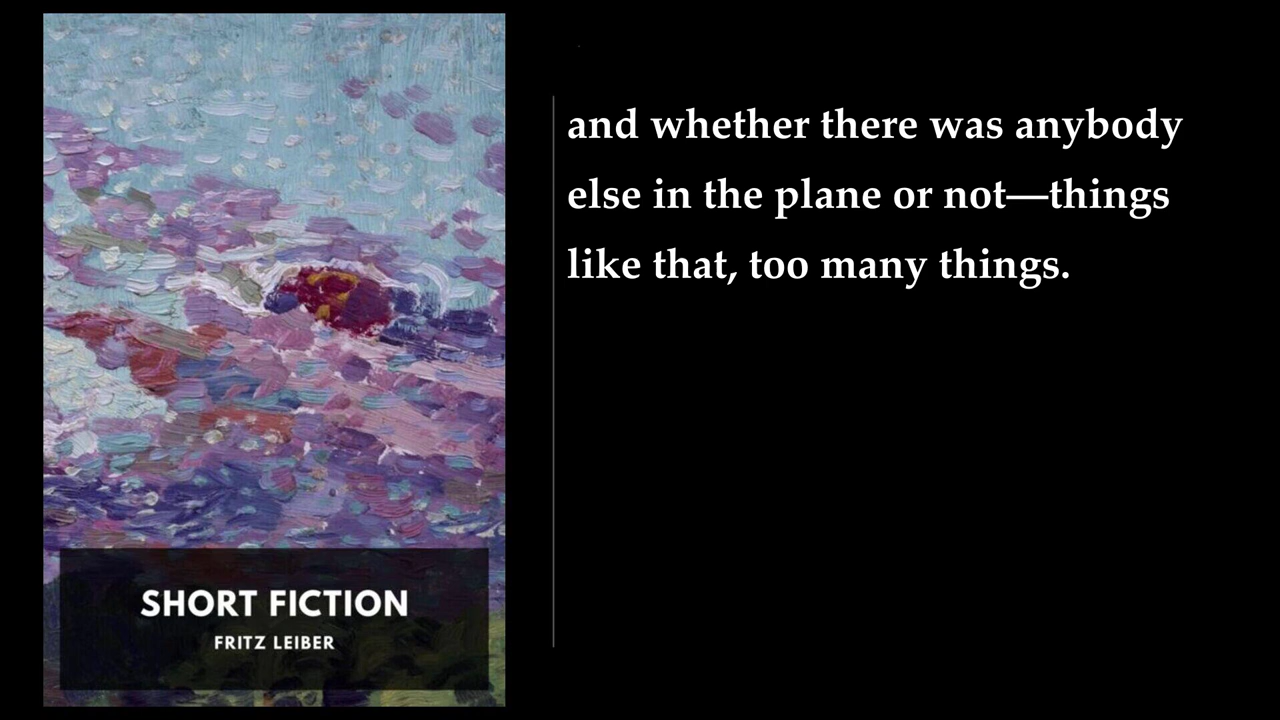 SHORT FICTION
FRITZ LEIBER
and whether there was anybody
else in the plane or not—things
like that, too many things.